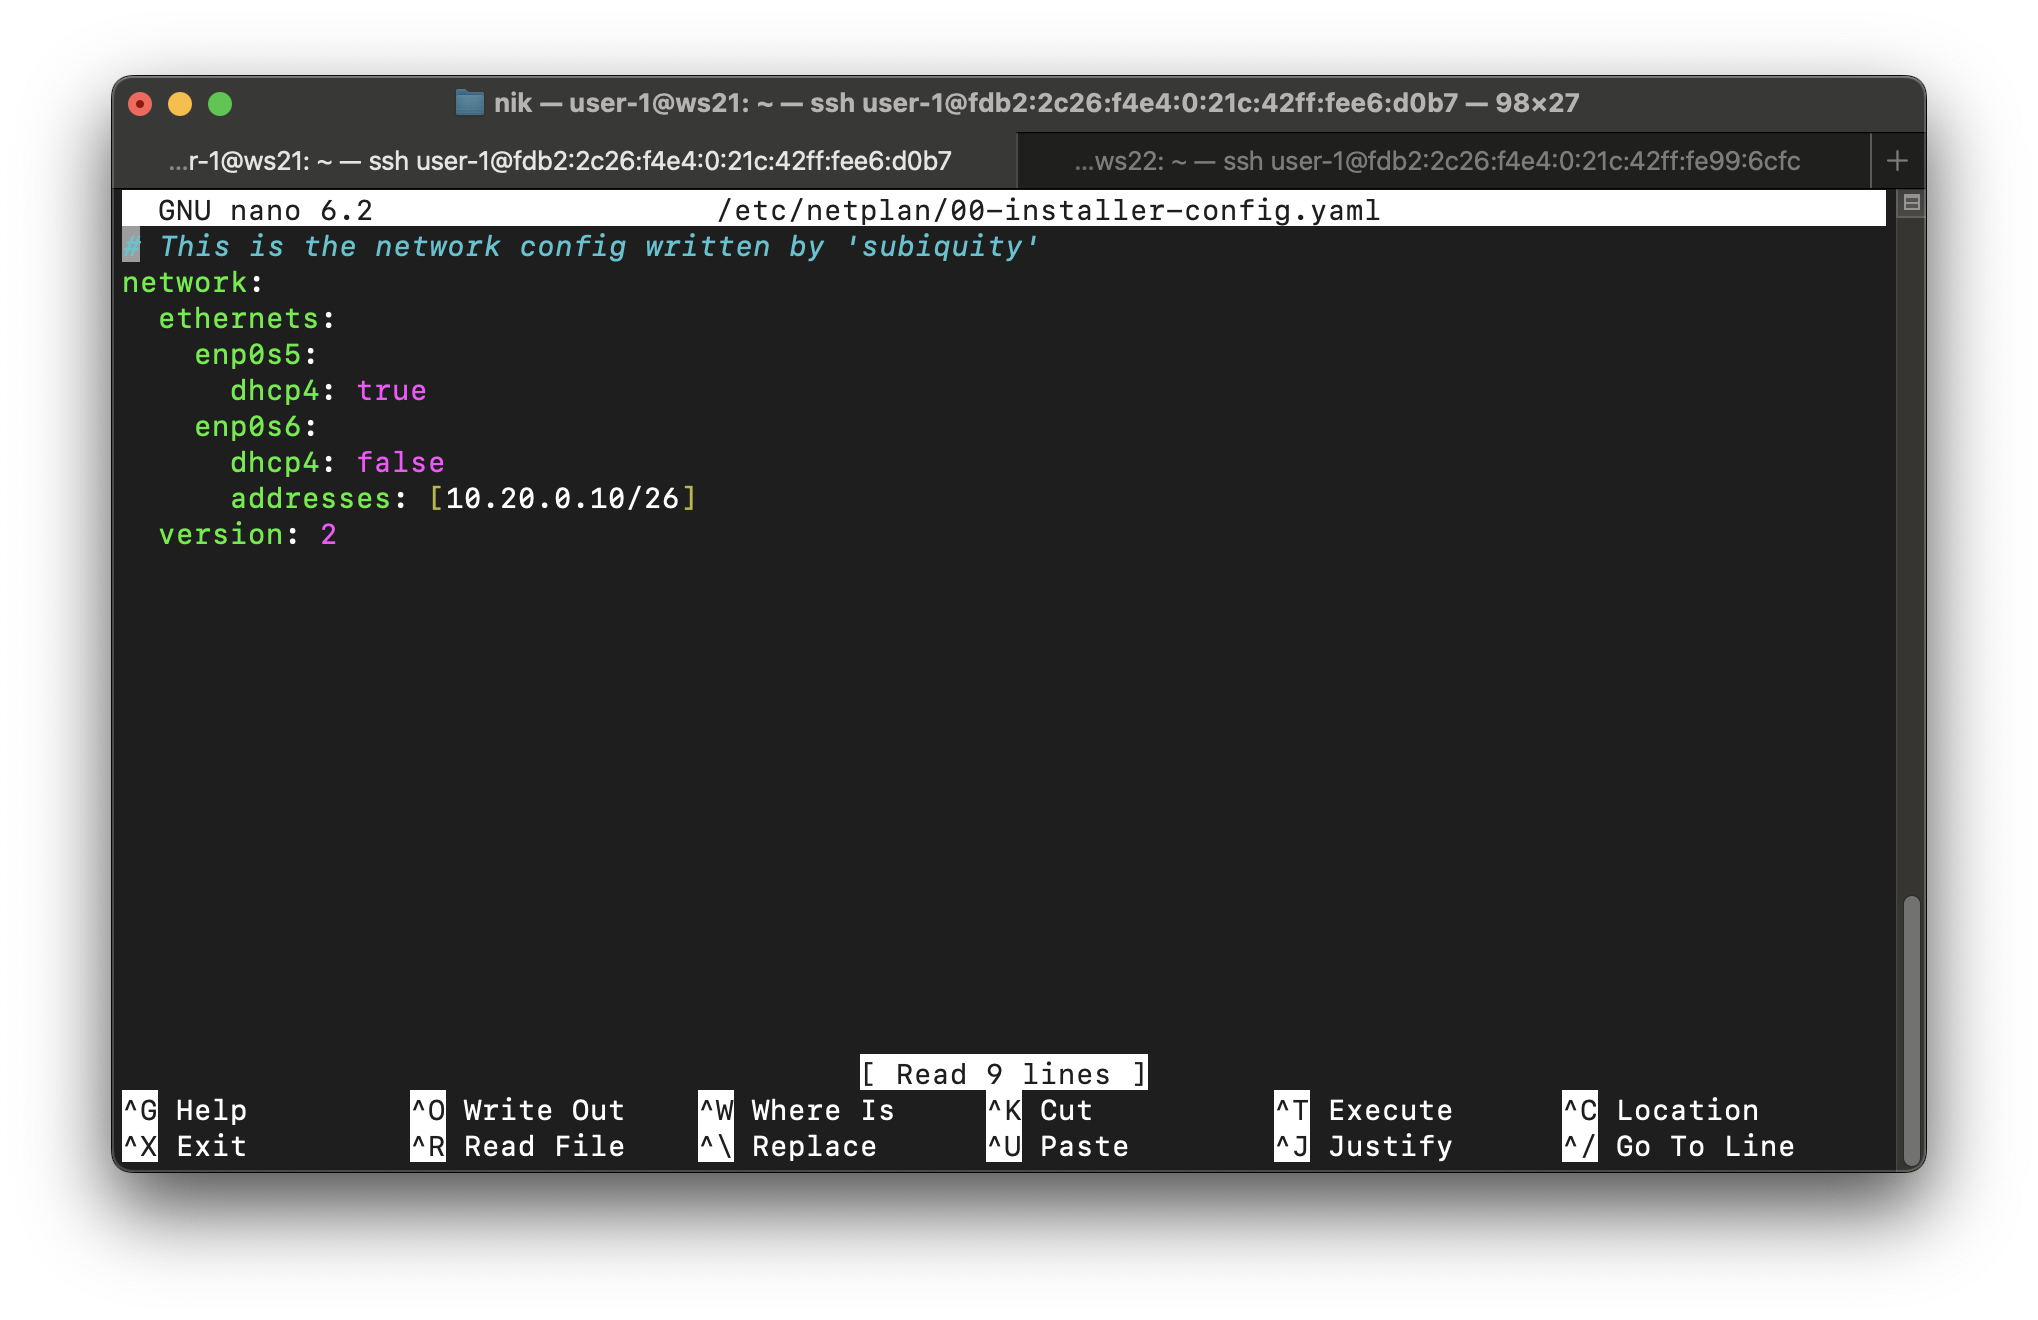 nik — user-1@ws21: ~ — ssh user-1@fdb2:2c26:f4e4:0:21c:42ff:fee6:d0b7 — 98×27
...r-1@ws21: ~ — ssh user-1@fdb2:2c26:f4e4:0:21c:42ff:fee6:d0b7
...ws22: ~ — ssh user-1@fdb2:2c26:f4e4:0:21c:42ff:fe99:6cfc
+
GNU nano 6.2 /etc/netplan/00-installer-config.yaml
# This is the network config written by 'subiquity'
network:
  ethernets:
    enp0s5:
      dhcp4: true
    enp0s6:
      dhcp4: false
      addresses: [10.20.0.10/26]
  version: 2
[ Read 9 lines ]
^G Help ^O Write Out ^W Where Is ^K Cut ^T Execute ^C Location
^X Exit ^R Read File ^\ Replace ^U Paste ^J Justify ^/ Go To Line